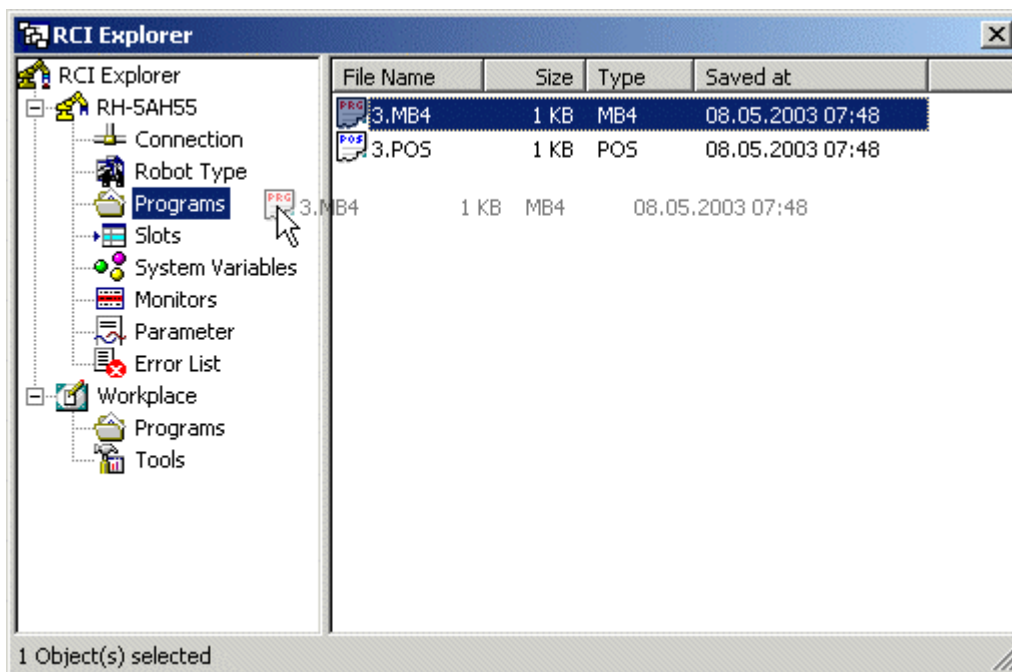 RCI Explorer
RCI Explorer
RH-5AH55
Connection
Robot Type
Programs
Slots
System Variables
Monitors
Parameter
Error List
Workplace
Programs
Tools
File Name Size Type Saved at
PRG 3.MB4 1 KB MB4 08.05.2003 07:48
POS 3.POS 1 KB POS 08.05.2003 07:48
PRG 3.MB4 1 KB MB4 08.05.2003 07:48
1 Object(s) selected